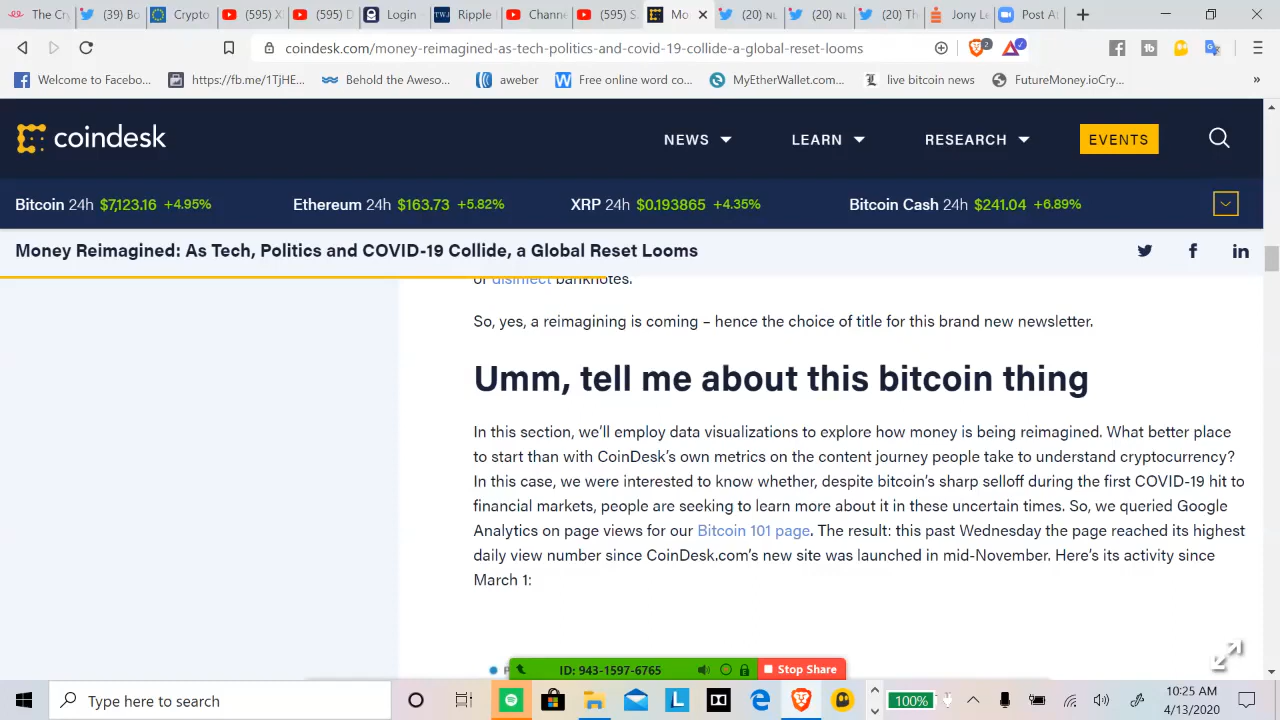 The Cr
(39) Bo
Crypto
(595) X
(595) D
Login
TWJ Ripple
Channe
(595) S
Mo
(20) NL
(20) NL
(20) Th
Jony Le
Post At
coindesk.com/money-reimagined-as-tech-politics-and-covid-19-collide-a-global-reset-looms
2
Welcome to Facebo...
https://fb.me/1TjHE...
Behold the Aweso...
aweber
W Free online word co...
MyEtherWallet.com...
live bitcoin news
FutureMoney.ioCry...
»
coindesk
NEWS
LEARN
RESEARCH
EVENTS
Bitcoin 24h $7,123.16 +4.95%
Ethereum 24h $163.73 +5.82%
XRP 24h $0.193865 +4.35%
Bitcoin Cash 24h $241.04 +6.89%
Money Reimagined: As Tech, Politics and COVID-19 Collide, a Global Reset Looms
or disinfect banknotes.
So, yes, a reimagining is coming – hence the choice of title for this brand new newsletter.
Umm, tell me about this bitcoin thing
In this section, we’ll employ data visualizations to explore how money is being reimagined. What better place
to start than with CoinDesk’s own metrics on the content journey people take to understand cryptocurrency?
In this case, we were interested to know whether, despite bitcoin’s sharp selloff during the first COVID-19 hit to
financial markets, people are seeking to learn more about it in these uncertain times. So, we queried Google
Analytics on page views for our Bitcoin 101 page. The result: this past Wednesday the page reached its highest
daily view number since CoinDesk.com’s new site was launched in mid-November. Here’s its activity since
March 1:
ID: 943-1597-6765
Stop Share
Type here to search
100%
10:25 AM
4/13/2020